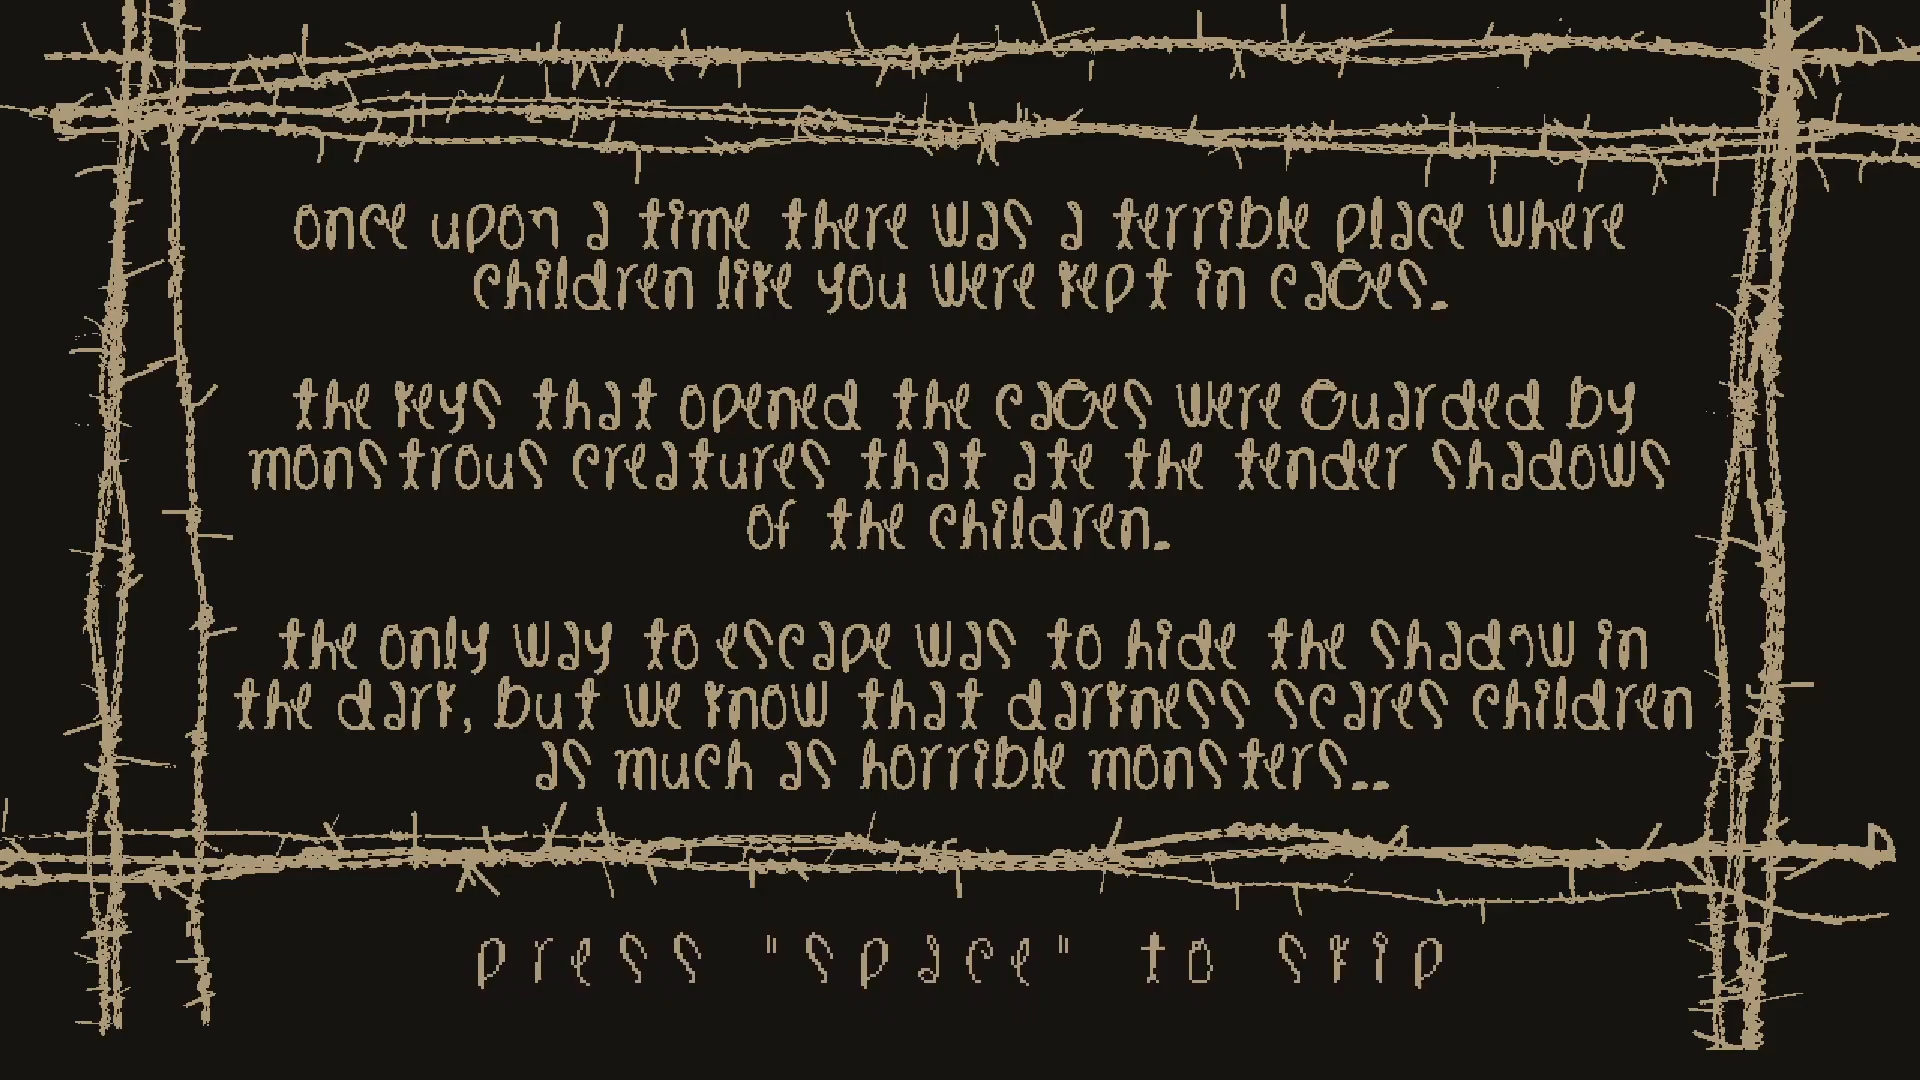 once upon a time there was a terrible place where
children like you were kept in cages.
the keys that opened the cages were guarded by
monstrous creatures that ate the tender shadows
of the children.
the only way to escape was to hide the shadow in
the dark, but we know that darkness scares children
as much as horrible monsters..
press "space" to skip